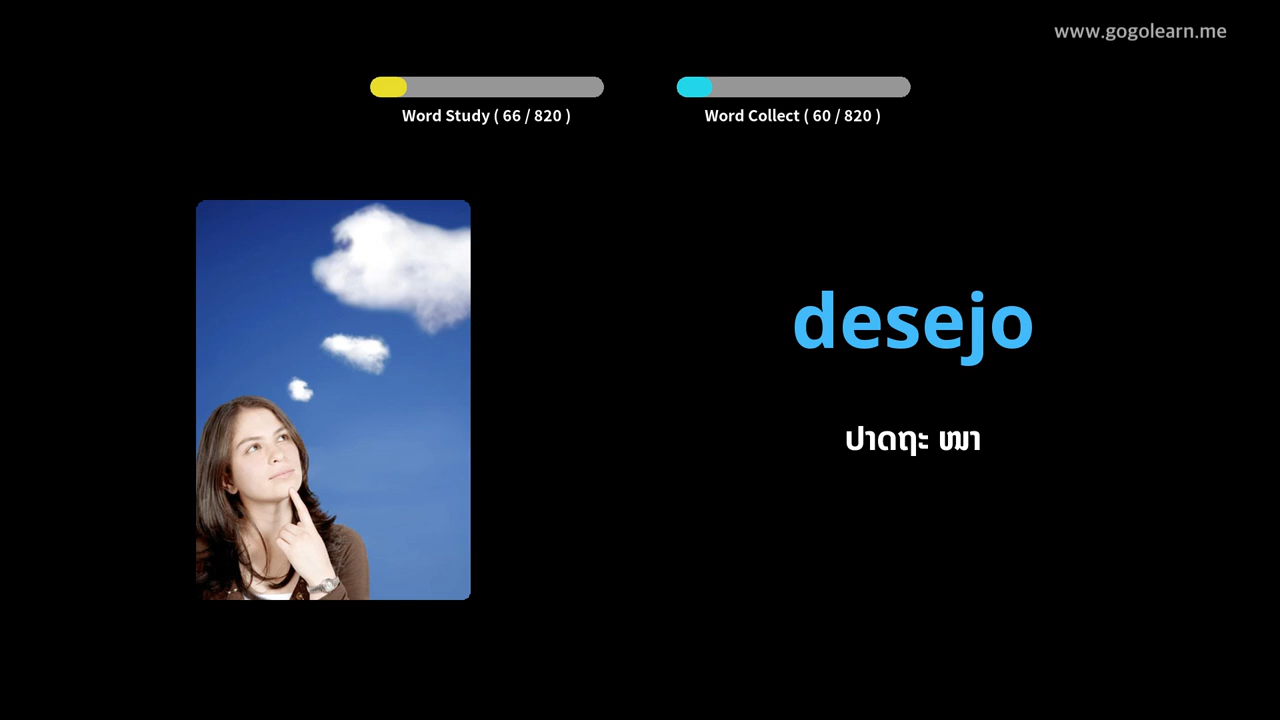 www.gogolearn.me
Word Study ( 66 / 820 )
Word Collect ( 60 / 820 )
desejo
ປາດຖະ ໜາ